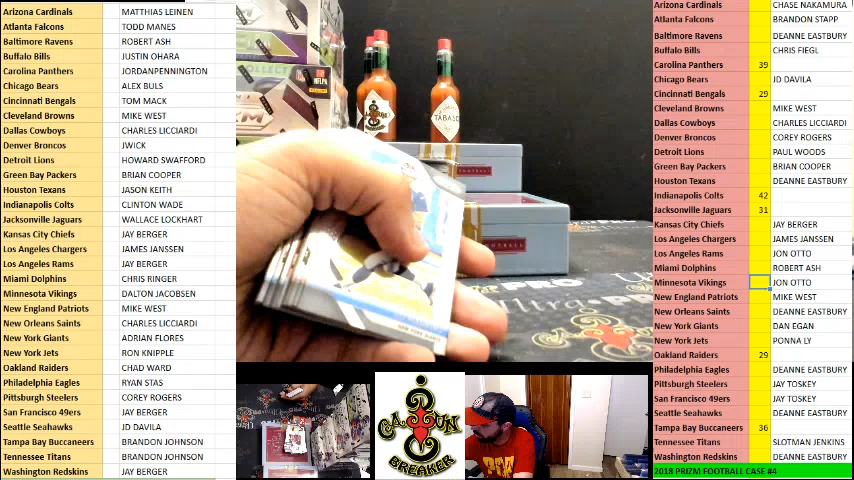 Arizona Cardinals MATTHIAS LEINEN
Atlanta Falcons TODD MANES
Baltimore Ravens ROBERT ASH
Buffalo Bills JUSTIN OHARA
Carolina Panthers JORDANPENNINGTON
Chicago Bears ALEX BULS
Cincinnati Bengals TOM MACK
Cleveland Browns MIKE WEST
Dallas Cowboys CHARLES LICCIARDI
Denver Broncos JWICK
Detroit Lions HOWARD SWAFFORD
Green Bay Packers BRIAN COOPER
Houston Texans JASON KEITH
Indianapolis Colts CLINTON WADE
Jacksonville Jaguars WALLACE LOCKHART
Kansas City Chiefs JAY BERGER
Los Angeles Chargers JAMES JANSSEN
Los Angeles Rams JAY BERGER
Miami Dolphins CHRIS RINGER
Minnesota Vikings DALTON JACOBSEN
New England Patriots MIKE WEST
New Orleans Saints CHARLES LICCIARDI
New York Giants ADRIAN FLORES
New York Jets RON KNIPPLE
Oakland Raiders CHAD WARD
Philadelphia Eagles RYAN STAS
Pittsburgh Steelers COREY ROGERS
San Francisco 49ers JAY BERGER
Seattle Seahawks JD DAVILA
Tampa Bay Buccaneers BRANDON JOHNSON
Tennessee Titans BRANDON JOHNSON
Washington Redskins JAY BERGER
TABASCO
FOOTBALL
NEW YORK GIANTS
CAJUN
BREAKER
Arizona Cardinals CHASE NAKAMURA
Atlanta Falcons BRANDON STAPP
Baltimore Ravens DEANNE EASTBURY
Buffalo Bills CHRIS FIEGL
Carolina Panthers 39
Chicago Bears JD DAVILA
Cincinnati Bengals 29
Cleveland Browns MIKE WEST
Dallas Cowboys CHARLES LICCIARDI
Denver Broncos COREY ROGERS
Detroit Lions PAUL WOODS
Green Bay Packers BRIAN COOPER
Houston Texans DEANNE EASTBURY
Indianapolis Colts 42
Jacksonville Jaguars 31
Kansas City Chiefs JAY BERGER
Los Angeles Chargers JAMES JANSSEN
Los Angeles Rams JON OTTO
Miami Dolphins ROBERT ASH
Minnesota Vikings JON OTTO
New England Patriots MIKE WEST
New Orleans Saints DEANNE EASTBURY
New York Giants DAN EGAN
New York Jets PONNA LY
Oakland Raiders 29
Philadelphia Eagles DEANNE EASTBURY
Pittsburgh Steelers JAY TOSKEY
San Francisco 49ers JAY TOSKEY
Seattle Seahawks DEANNE EASTBURY
Tampa Bay Buccaneers 36
Tennessee Titans SLOTMAN JENKINS
Washington Redskins DEANNE EASTBURY
2018 PRIZM FOOTBALL CASE #4